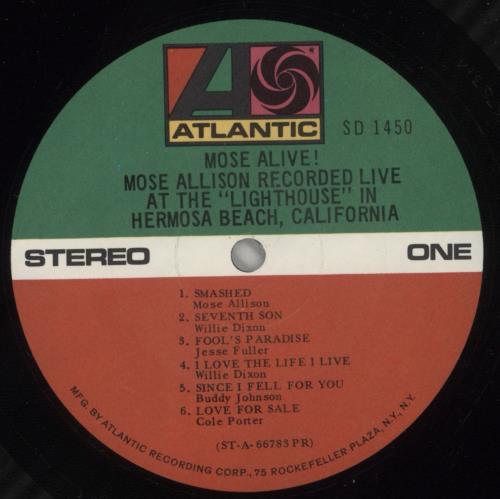 ATLANTIC
SD 1450
MOSE ALIVE!
MOSE ALLISON RECORDED LIVE
AT THE "LIGHTHOUSE" IN
HERMOSA BEACH, CALIFORNIA
STEREO
ONE
1. SMASHED
Mose Allison
2. SEVENTH SON
Willie Dixon
3. FOOL'S PARADISE
Jesse Fuller
4. I LOVE THE LIFE I LIVE
Willie Dixon
5. SINCE I FELL FOR YOU
Buddy Johnson
6. LOVE FOR SALE
Cole Porter
(ST-A-66783 PR)
MFG. BY ATLANTIC RECORDING CORP., 75 ROCKEFELLER PLAZA, N.Y., N.Y.